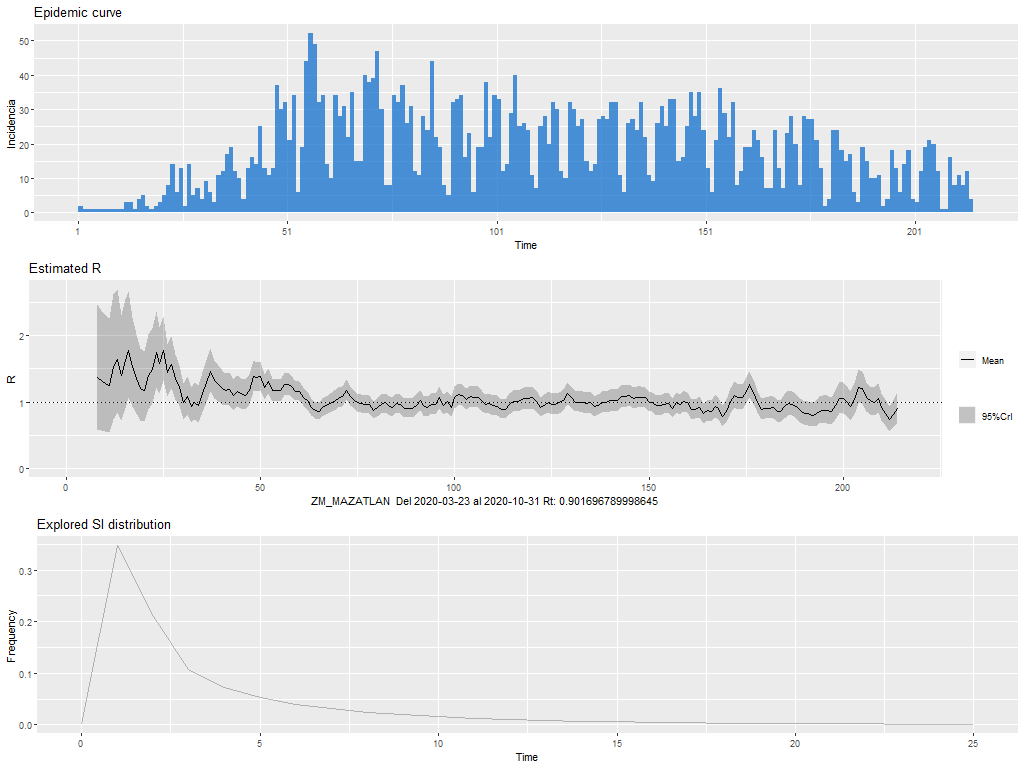 Epidemic curve
50
40
30
20
10
0
Incidencia
1
51
101
151
201
Time
Estimated R
2
1
0
R
0
50
100
150
200
ZM_MAZATLAN Del 2020-03-23 al 2020-10-31 Rt: 0.901696789998645
Mean
95%CrI
Explored SI distribution
0.3
0.2
0.1
0.0
Frequency
0
5
10
15
20
25
Time